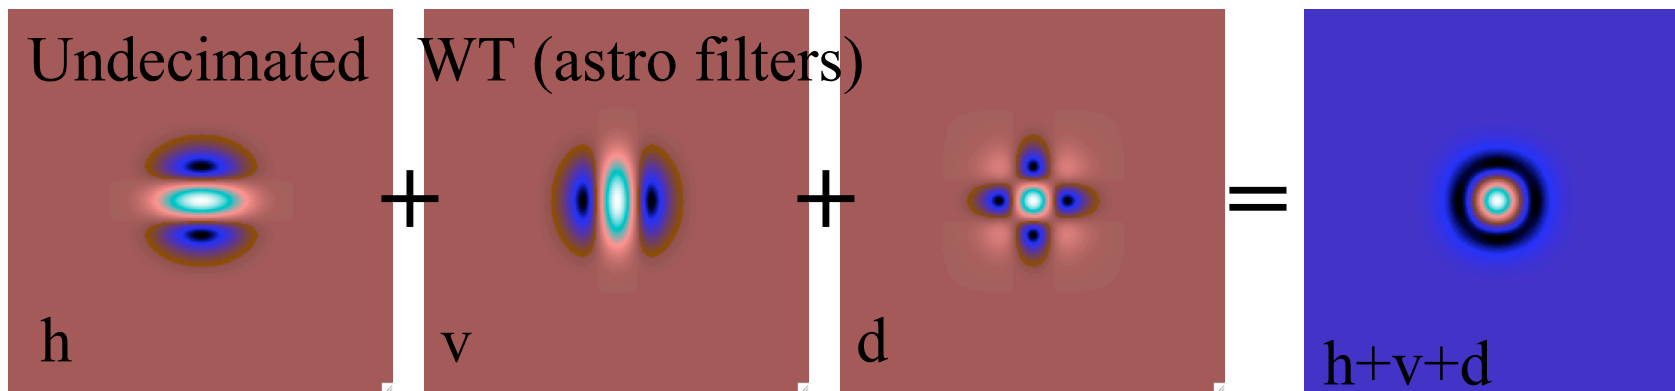 Undecimated WT (astro filters)
+ + =
h v d h+v+d